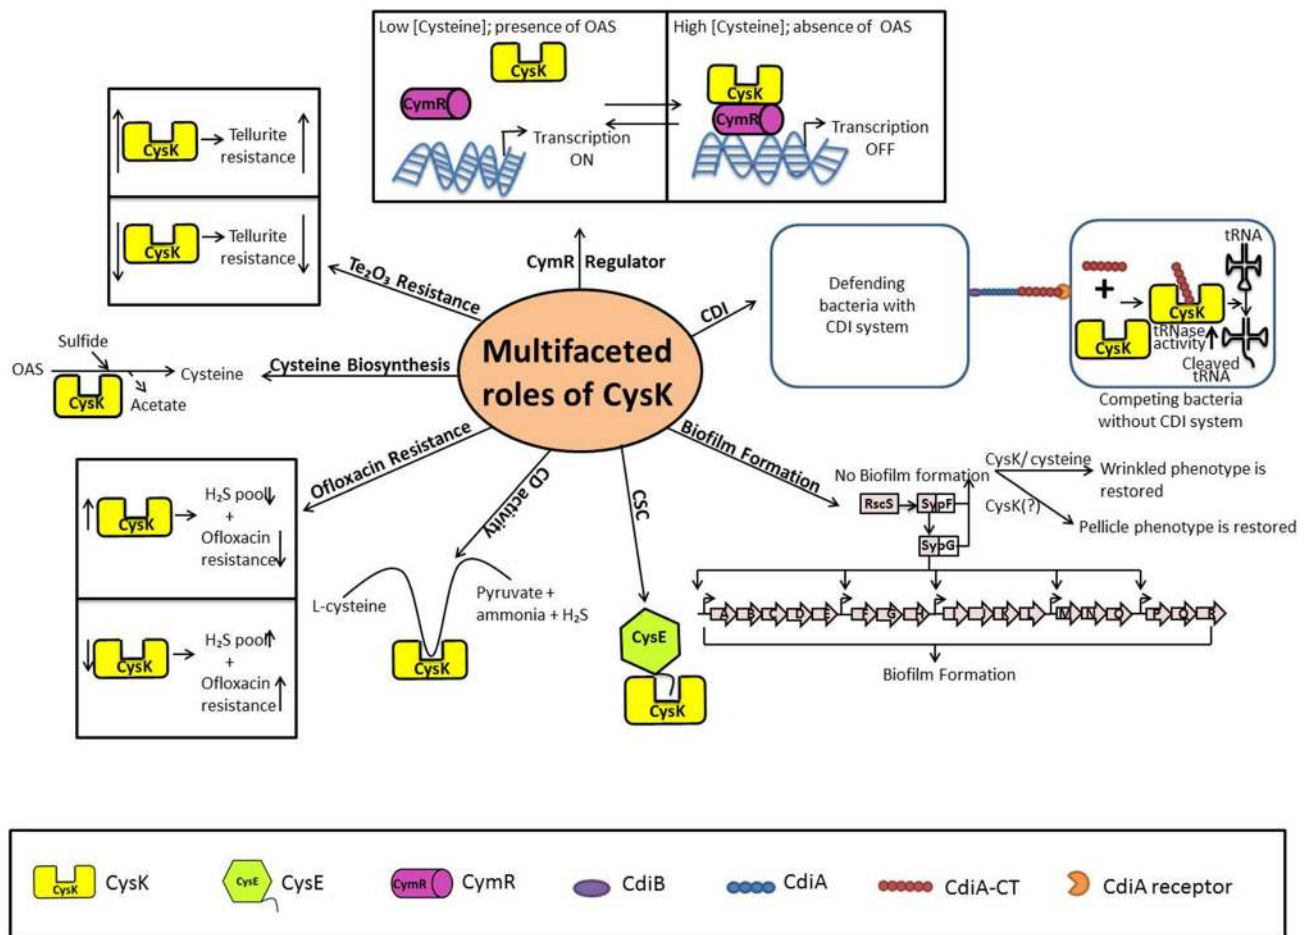 Low [Cysteine]; presence of OAS
CysK
CymR
Transcription
ON
High [Cysteine]; absence of OAS
CysK
CymR
Transcription
OFF
CysK
Tellurite
resistance
CysK
Tellurite
resistance
Te₂O₃ Resistance
CymR Regulator
CDI
Defending
bacteria with
CDI system
+
CysK
CysK
tRNase
activity
tRNA
Cleaved
tRNA
Competing bacteria
without CDI system
Multifaceted
roles of CysK
Sulfide
OAS
CysK
Cysteine
Acetate
Cysteine Biosynthesis
Ofloxacin Resistance
CysK
H₂S pool
+
Ofloxacin
resistance
CysK
H₂S pool
+
Ofloxacin
resistance
CD activity
L-cysteine
Pyruvate +
ammonia + H₂S
CysK
CSC
CysE
CysK
Biofilm Formation
No Biofilm formation
CysK/ cysteine
Wrinkled phenotype is
restored
CysK(?)
Pellicle phenotype is restored
RscS
SypF
SypG
A B C D E F G H I J K L M N O P Q R
Biofilm Formation
CysK
CysK
CysE
CysE
CymR
CymR
CdiB
CdiA
CdiA-CT
CdiA receptor